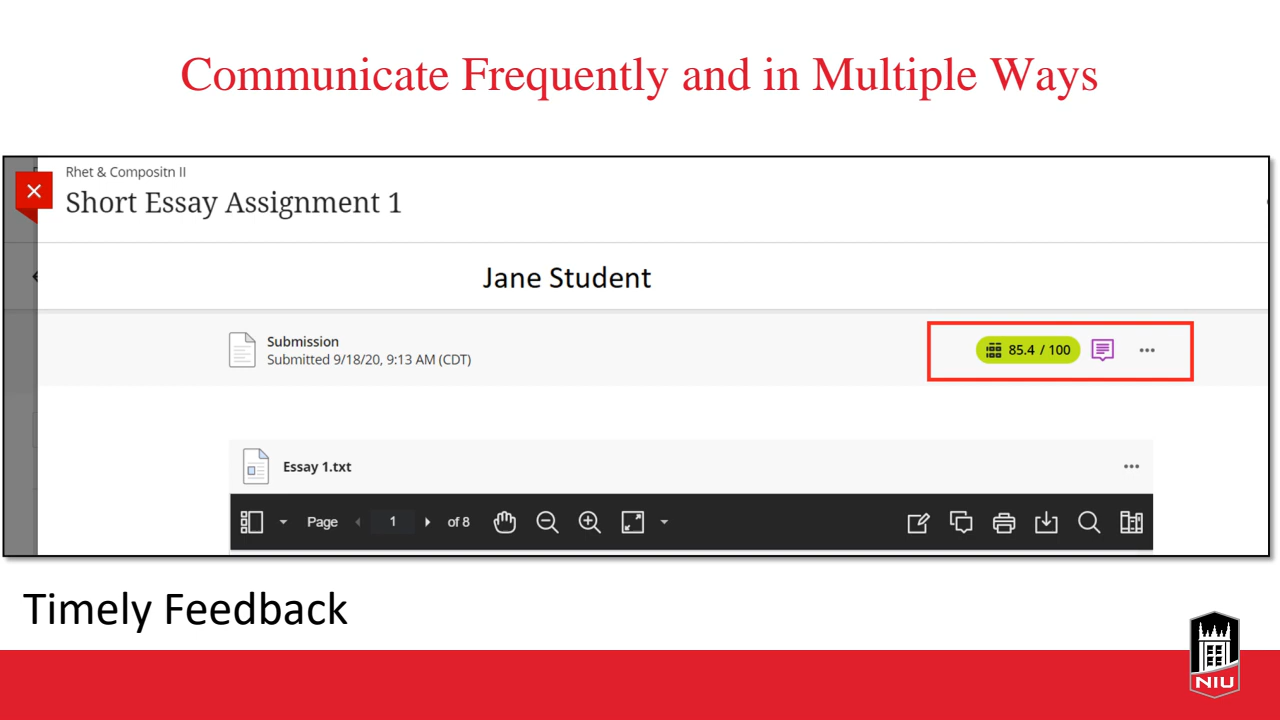 Communicate Frequently and in Multiple Ways
Rhet & Compositn II
Short Essay Assignment 1
Jane Student
Submission
Submitted 9/18/20, 9:13 AM (CDT)
85.4 / 100
Essay 1.txt
Page 1 of 8
Timely Feedback
NIU